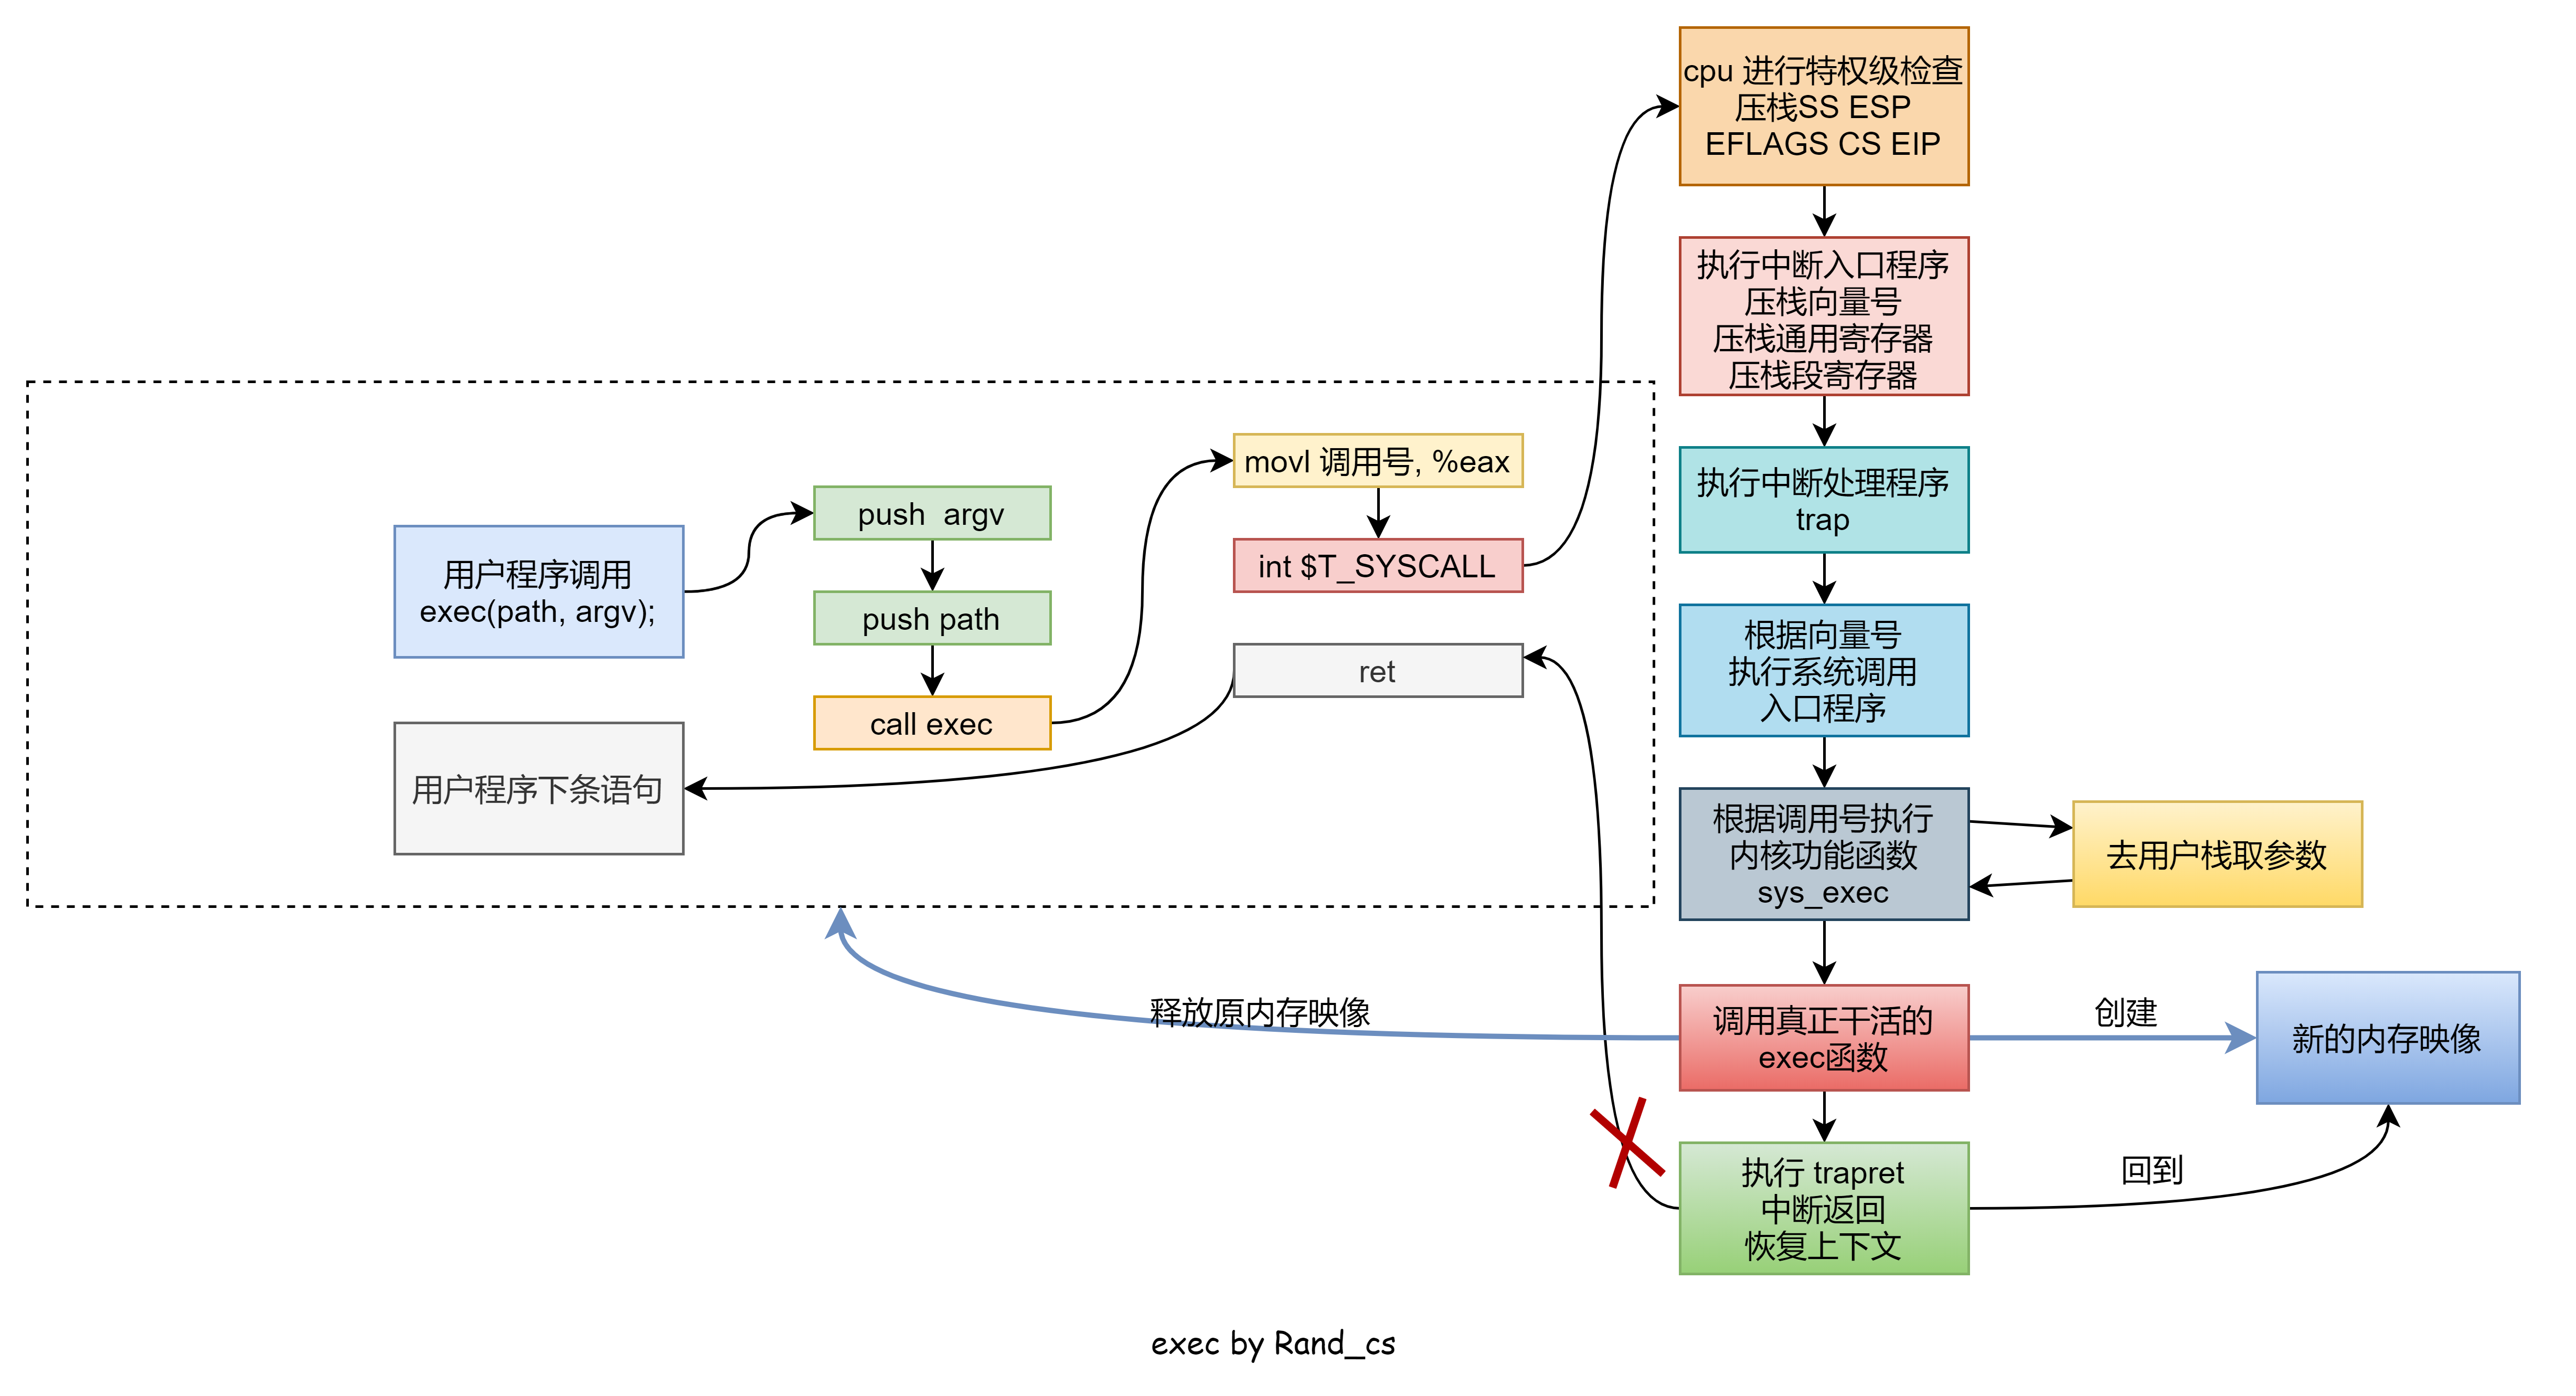 cpu 进行特权级检查
压栈SS ESP
EFLAGS CS EIP
执行中断入口程序
压栈向量号
压栈通用寄存器
压栈段寄存器
执行中断处理程序
trap
根据向量号
执行系统调用
入口程序
根据调用号执行
内核功能函数
sys_exec
去用户栈取参数
调用真正干活的
exec函数
创建
新的内存映像
释放原内存映像
执行 trapret
中断返回
恢复上下文
回到
用户程序调用
exec(path, argv);
push argv
push path
call exec
movl 调用号, %eax
int $T_SYSCALL
ret
用户程序下条语句
exec by Rand_cs